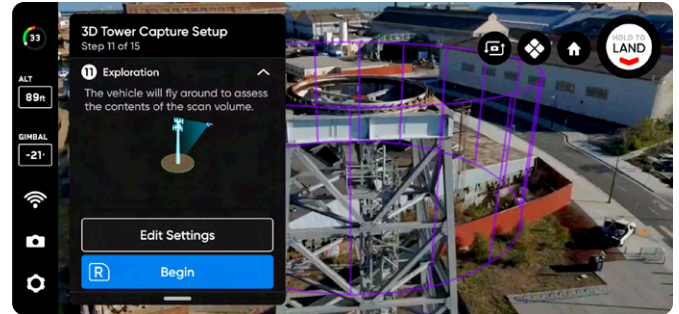 33
3D Tower Capture Setup
Step 11 of 15
11 Exploration
The vehicle will fly around to assess
the contents of the scan volume.
ALT
89ft
GIMBAL
-21°
Edit Settings
R Begin
HOLD TO
LAND